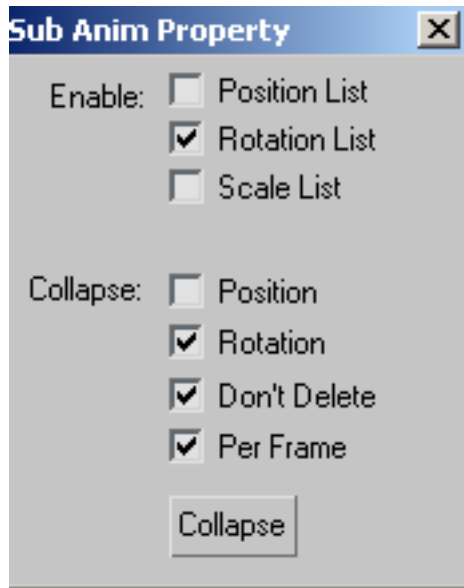 Sub Anim Property
Enable: Position List
Rotation List
Scale List
Collapse: Position
Rotation
Don't Delete
Per Frame
Collapse